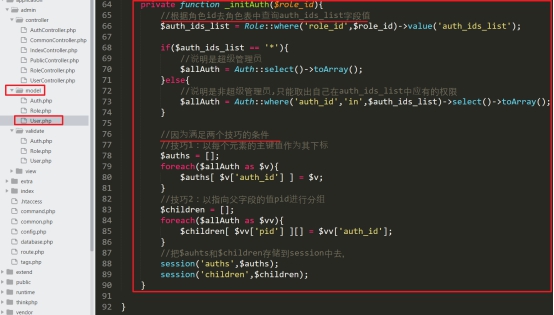 application
admin
controller
AuthController.php
CommonController.php
IndexController.php
PublicController.php
RoleController.php
UserController.php
model
Auth.php
Role.php
User.php
validate
Auth.php
Role.php
User.php
view
extra
index
.htaccess
command.php
common.php
config.php
database.php
route.php
tags.php
extend
public
runtime
thinkphp
vendor
64 private function _initAuth($role_id){
65 //根据角色id去角色表中查询auth_ids_list字段值
66 $auth_ids_list = Role::where('role_id',$role_id)->value('auth_ids_list');
67
68 if($auth_ids_list == '*'){
69 //说明是超级管理员
70 $allAuth = Auth::select()->toArray();
71 }else{
72 //说明是非超级管理员,只能取出自己在auth_ids_list中应有的权限
73 $allAuth = Auth::where('auth_id','in',$auth_ids_list)->select()->toArray();
74 }
75
76 //因为满足两个技巧的条件
77 //技巧1:以每个元素的主键值作为其下标
78 $auths = [];
79 foreach($allAuth as $v){
80 $auths[ $v['auth_id'] ] = $v;
81 }
82 //技巧2:以指向父字段的值pid进行分组
83 $children = [];
84 foreach($allAuth as $vv){
85 $children[ $vv['pid'] ][] = $vv['auth_id'];
86 }
87 //把$auhts和$children存储到session中去,
88 session('auths',$auths);
89 session('children',$children);
90 }
91
92 }